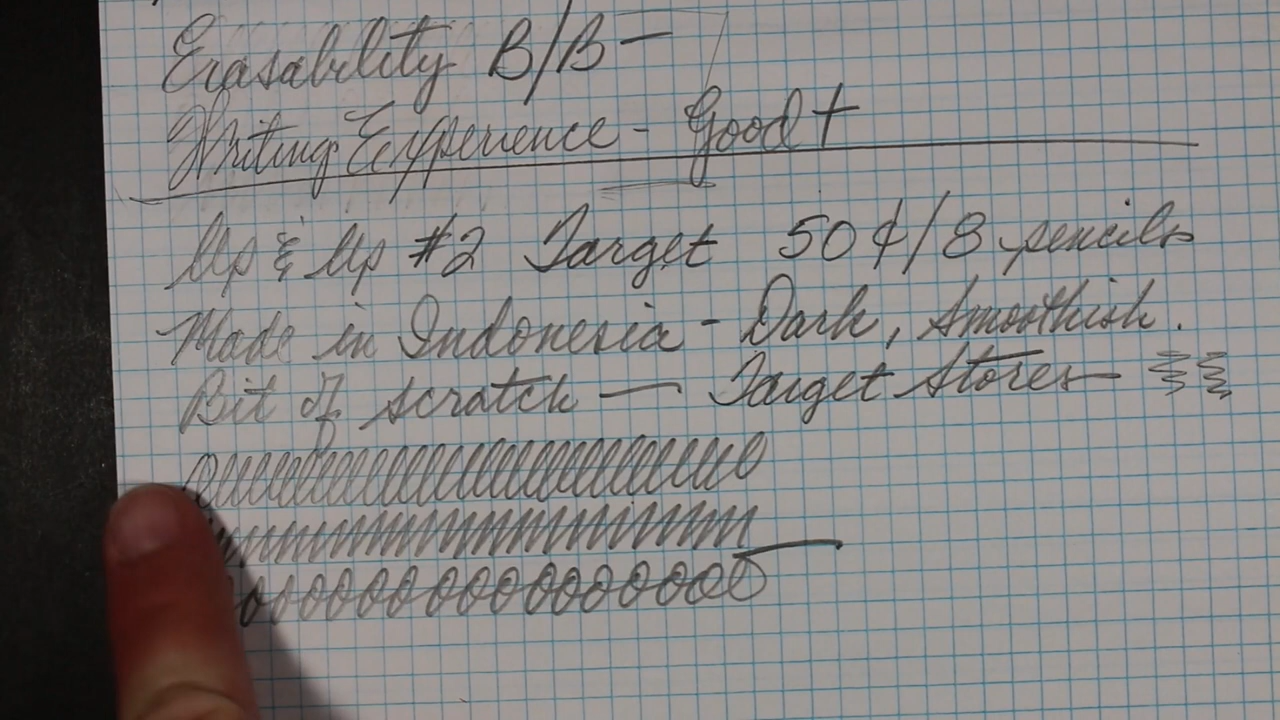 Erasability B/B-
Writing Experience - Good+
Up & Up #2 Target 50¢/8 pencils
Made in Indonesia - Dark, Smoothish.
Bit of scratch — Target Stores